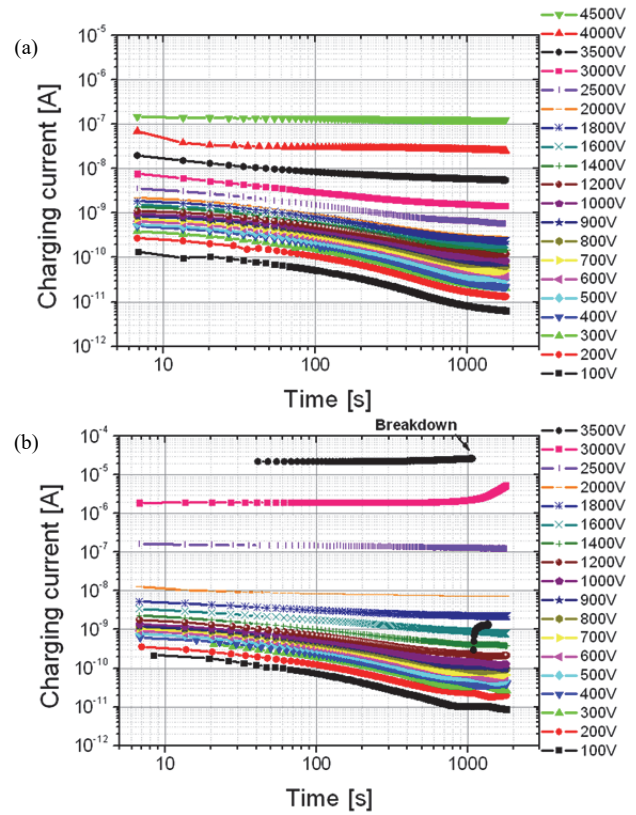 (a)
Charging current [A]
10⁻⁵
10⁻⁶
10⁻⁷
10⁻⁸
10⁻⁹
10⁻¹⁰
10⁻¹¹
10⁻¹²
10
100
1000
Time [s]
4500V
4000V
3500V
3000V
2500V
2000V
1800V
1600V
1400V
1200V
1000V
900V
800V
700V
600V
500V
400V
300V
200V
100V
(b)
Breakdown
Charging current [A]
10⁻⁴
10⁻⁵
10⁻⁶
10⁻⁷
10⁻⁸
10⁻⁹
10⁻¹⁰
10⁻¹¹
10⁻¹²
10
100
1000
Time [s]
3500V
3000V
2500V
2000V
1800V
1600V
1400V
1200V
1000V
900V
800V
700V
600V
500V
400V
300V
200V
100V